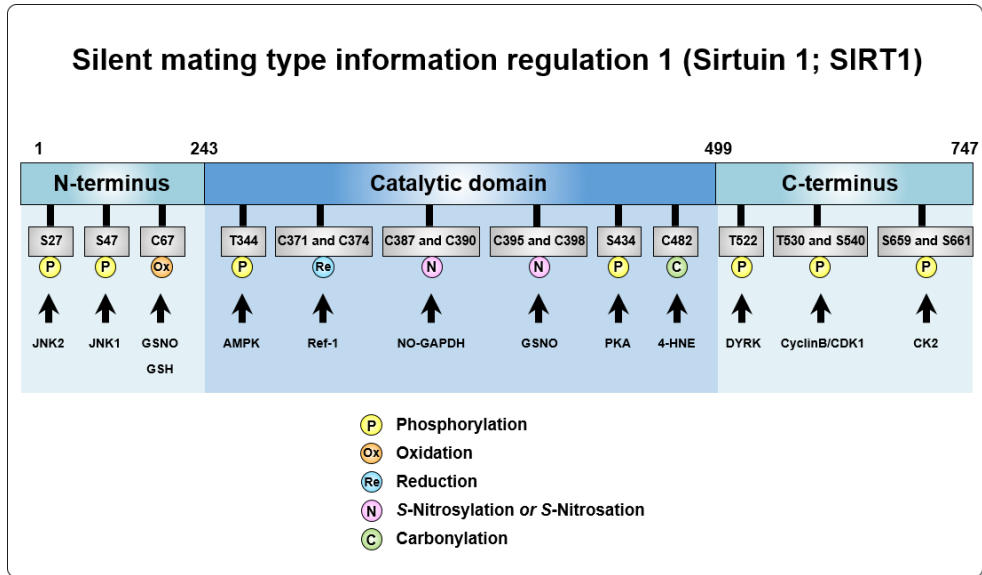 Silent mating type information regulation 1 (Sirtuin 1; SIRT1)
1 243 499 747
N-terminus Catalytic domain C-terminus
S27 S47 C67 T344 C371 and C374 C387 and C390 C395 and C398 S434 C482 T522 T530 and S540 S659 and S661
P P Ox P Re N N P C P P P
JNK2 JNK1 GSNO AMPK Ref-1 NO-GAPDH GSNO PKA 4-HNE DYRK CyclinB/CDK1 CK2
GSH
P Phosphorylation
Ox Oxidation
Re Reduction
N S-Nitrosylation or S-Nitrosation
C Carbonylation